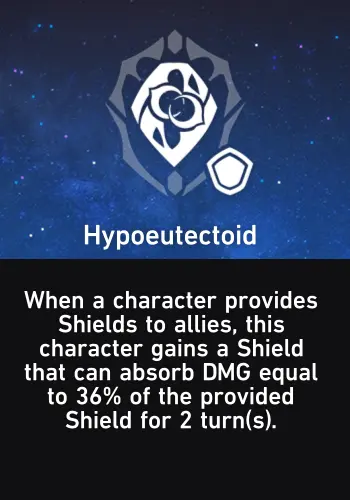 Hypoeutectoid
When a character provides
Shields to allies, this
character gains a Shield
that can absorb DMG equal
to 36% of the provided
Shield for 2 turn(s).